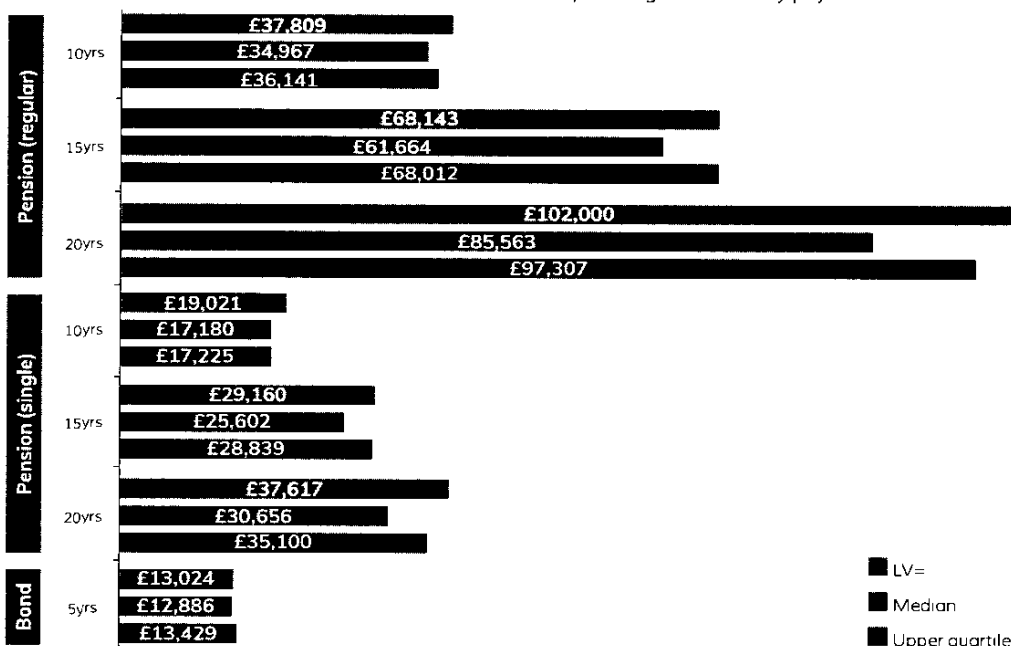 £37,809
10yrs
£34,967
£36,141
Pension (regular)
£68,143
15yrs
£61,664
£68,012
£102,000
20yrs
£85,563
£97,307
£19,021
10yrs
£17,180
£17,225
Pension (single)
£29,160
15yrs
£25,602
£28,839
£37,617
20yrs
£30,656
£35,100
Bond
£13,024
5yrs
£12,886
£13,429
LV=
Median
Upper quartile